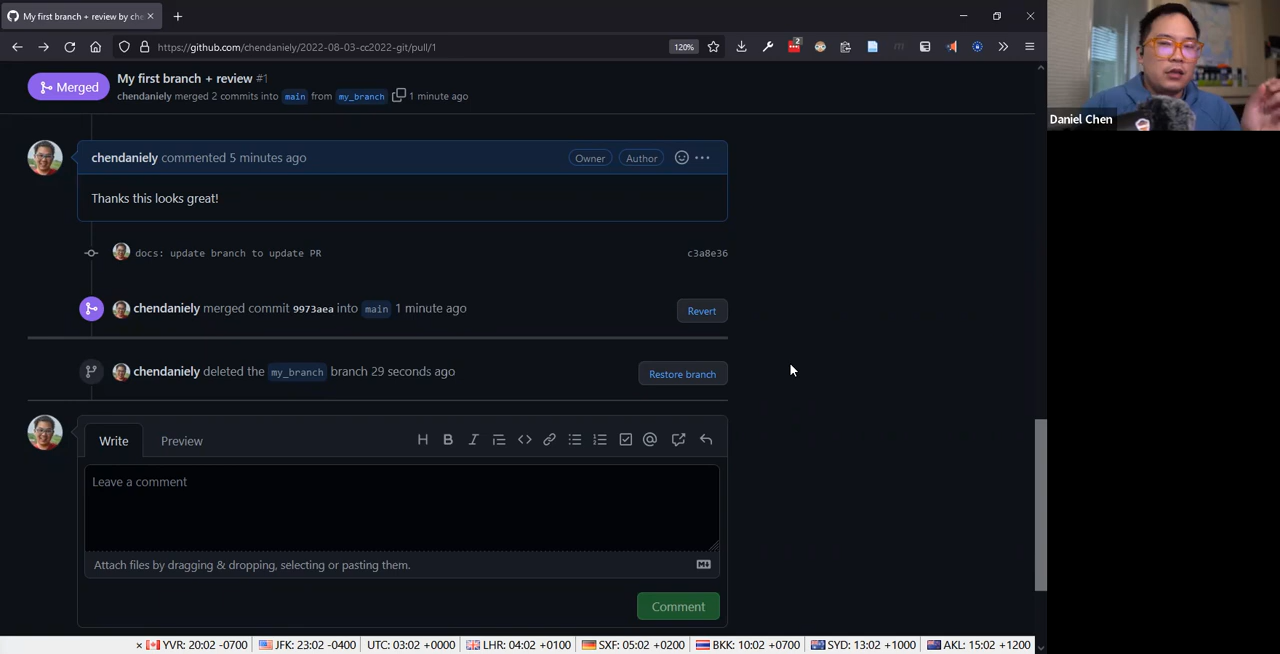 My first branch + review by che
https://github.com/chendaniely/2022-08-03-cc2022-git/pull/1
120%
2
Merged
My first branch + review #1
chendaniely merged 2 commits into main from my_branch 1 minute ago
Daniel Chen
chendaniely commented 5 minutes ago
Owner
Author
Thanks this looks great!
docs: update branch to update PR
c3a8e36
chendaniely merged commit 9973aea into main 1 minute ago
Revert
chendaniely deleted the my_branch branch 29 seconds ago
Restore branch
Write
Preview
Leave a comment
Attach files by dragging & dropping, selecting or pasting them.
Comment
YVR: 20:02 -0700 JFK: 23:02 -0400 UTC: 03:02 +0000 LHR: 04:02 +0100 SXF: 05:02 +0200 BKK: 10:02 +0700 SYD: 13:02 +1000 AKL: 15:02 +1200